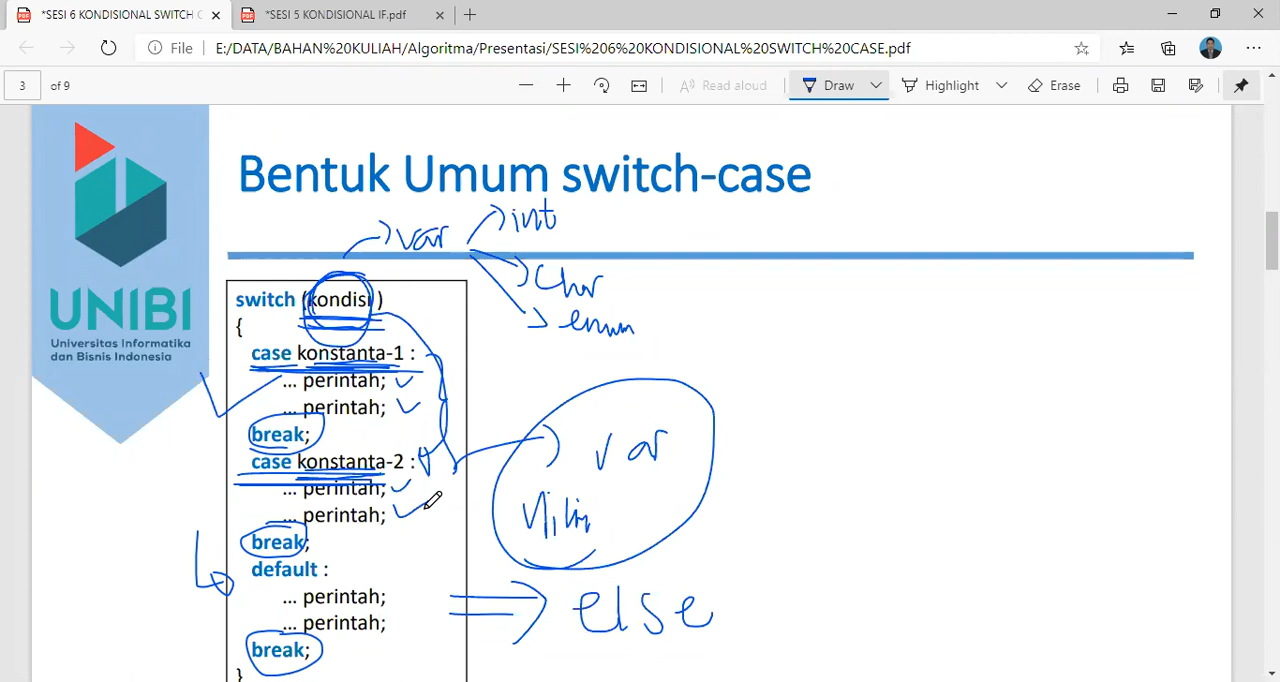 *SESI 6 KONDISIONAL SWITCH C
*SESI 5 KONDISIONAL IF.pdf
File
E:/DATA/BAHAN%20KULIAH/Algoritma/Presentasi/SESI%206%20KONDISIONAL%20SWITCH%20CASE.pdf
3 of 9
Read aloud
Draw
Highlight
Erase
Bentuk Umum switch-case
UNIBI
Universitas Informatika
dan Bisnis Indonesia
var
int
Char
enum
switch (kondisi )
{
case konstanta-1 :
... perintah;
... perintah;
break;
case konstanta-2 :
... perintah;
... perintah;
break;
default :
... perintah;
... perintah;
break;
}
var
else